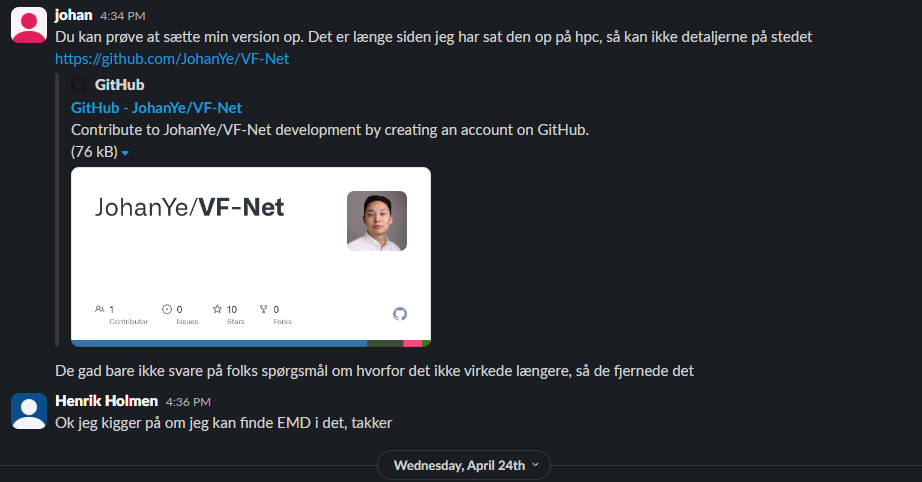 johan 4:34 PM
Du kan prøve at sætte min version op. Det er længe siden jeg har sat den op på hpc, så kan ikke detaljerne på stedet
https://github.com/JohanYe/VF-Net
GitHub
GitHub - JohanYe/VF-Net
Contribute to JohanYe/VF-Net development by creating an account on GitHub.
(76 kB)
JohanYe/VF-Net
1 0 10 0
Contributor Issues Stars Forks
De gad bare ikke svare på folks spørgsmål om hvorfor det ikke virkede længere, så de fjernede det
Henrik Holmen 4:36 PM
Ok jeg kigger på om jeg kan finde EMD i det, takker
Wednesday, April 24th